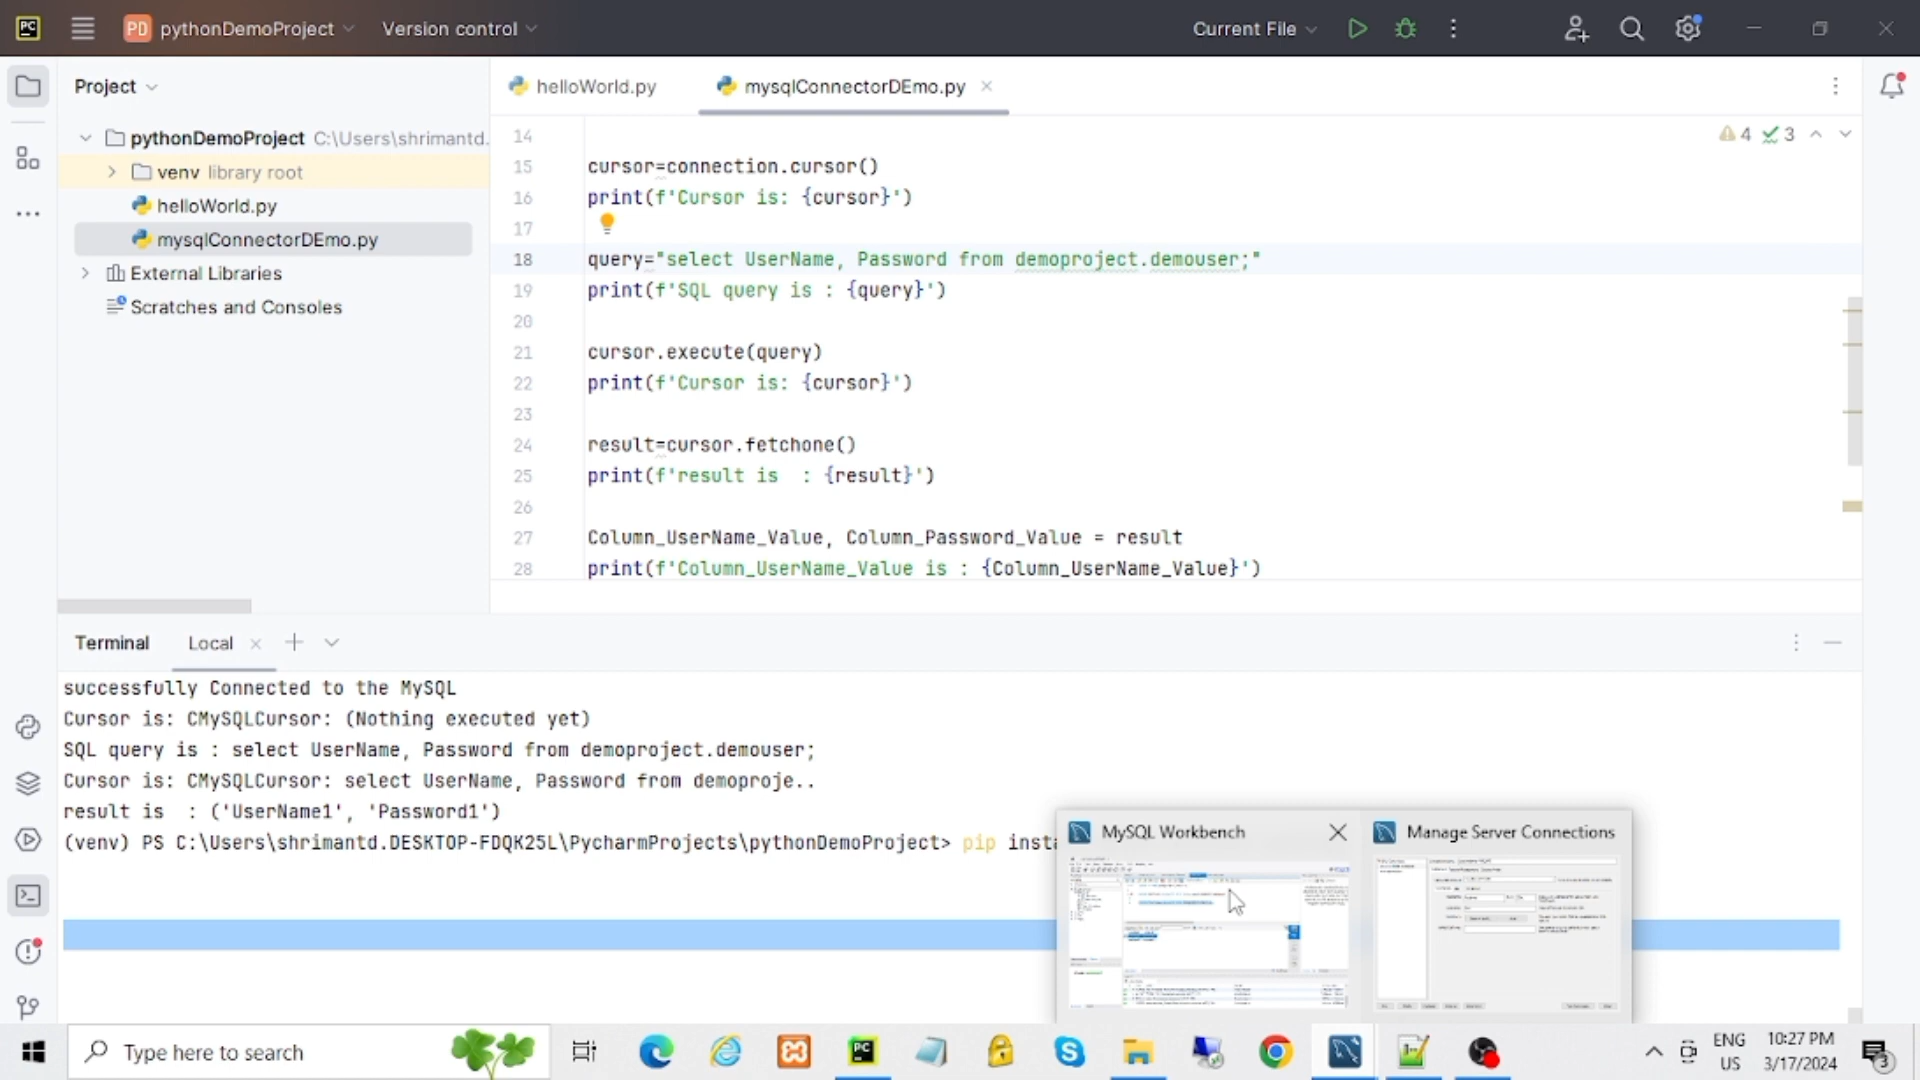 PC
PD pythonDemoProject
Version control
Current File
Project
helloWorld.py
mysqlConnectorDEmo.py
pythonDemoProject C:\Users\shrimantd.
venv library root
helloWorld.py
mysqlConnectorDEmo.py
External Libraries
Scratches and Consoles
4 3
14
15 cursor=connection.cursor()
16 print(f'Cursor is: {cursor}')
17
18 query="select UserName, Password from demoproject.demouser;"
19 print(f'SQL query is : {query}')
20
21 cursor.execute(query)
22 print(f'Cursor is: {cursor}')
23
24 result=cursor.fetchone()
25 print(f'result is  : {result}')
26
27 Column_UserName_Value, Column_Password_Value = result
28 print(f'Column_UserName_Value is : {Column_UserName_Value}')
Terminal
Local
successfully Connected to the MySQL
Cursor is: CMySQLCursor: (Nothing executed yet)
SQL query is : select UserName, Password from demoproject.demouser;
Cursor is: CMySQLCursor: select UserName, Password from demoproje..
result is  : ('UserName1', 'Password1')
(venv) PS C:\Users\shrimantd.DESKTOP-FDQK25L\PycharmProjects\pythonDemoProject> pip insta
MySQL Workbench
Manage Server Connections
Type here to search
PC
ENG
US
10:27 PM
3/17/2024
3